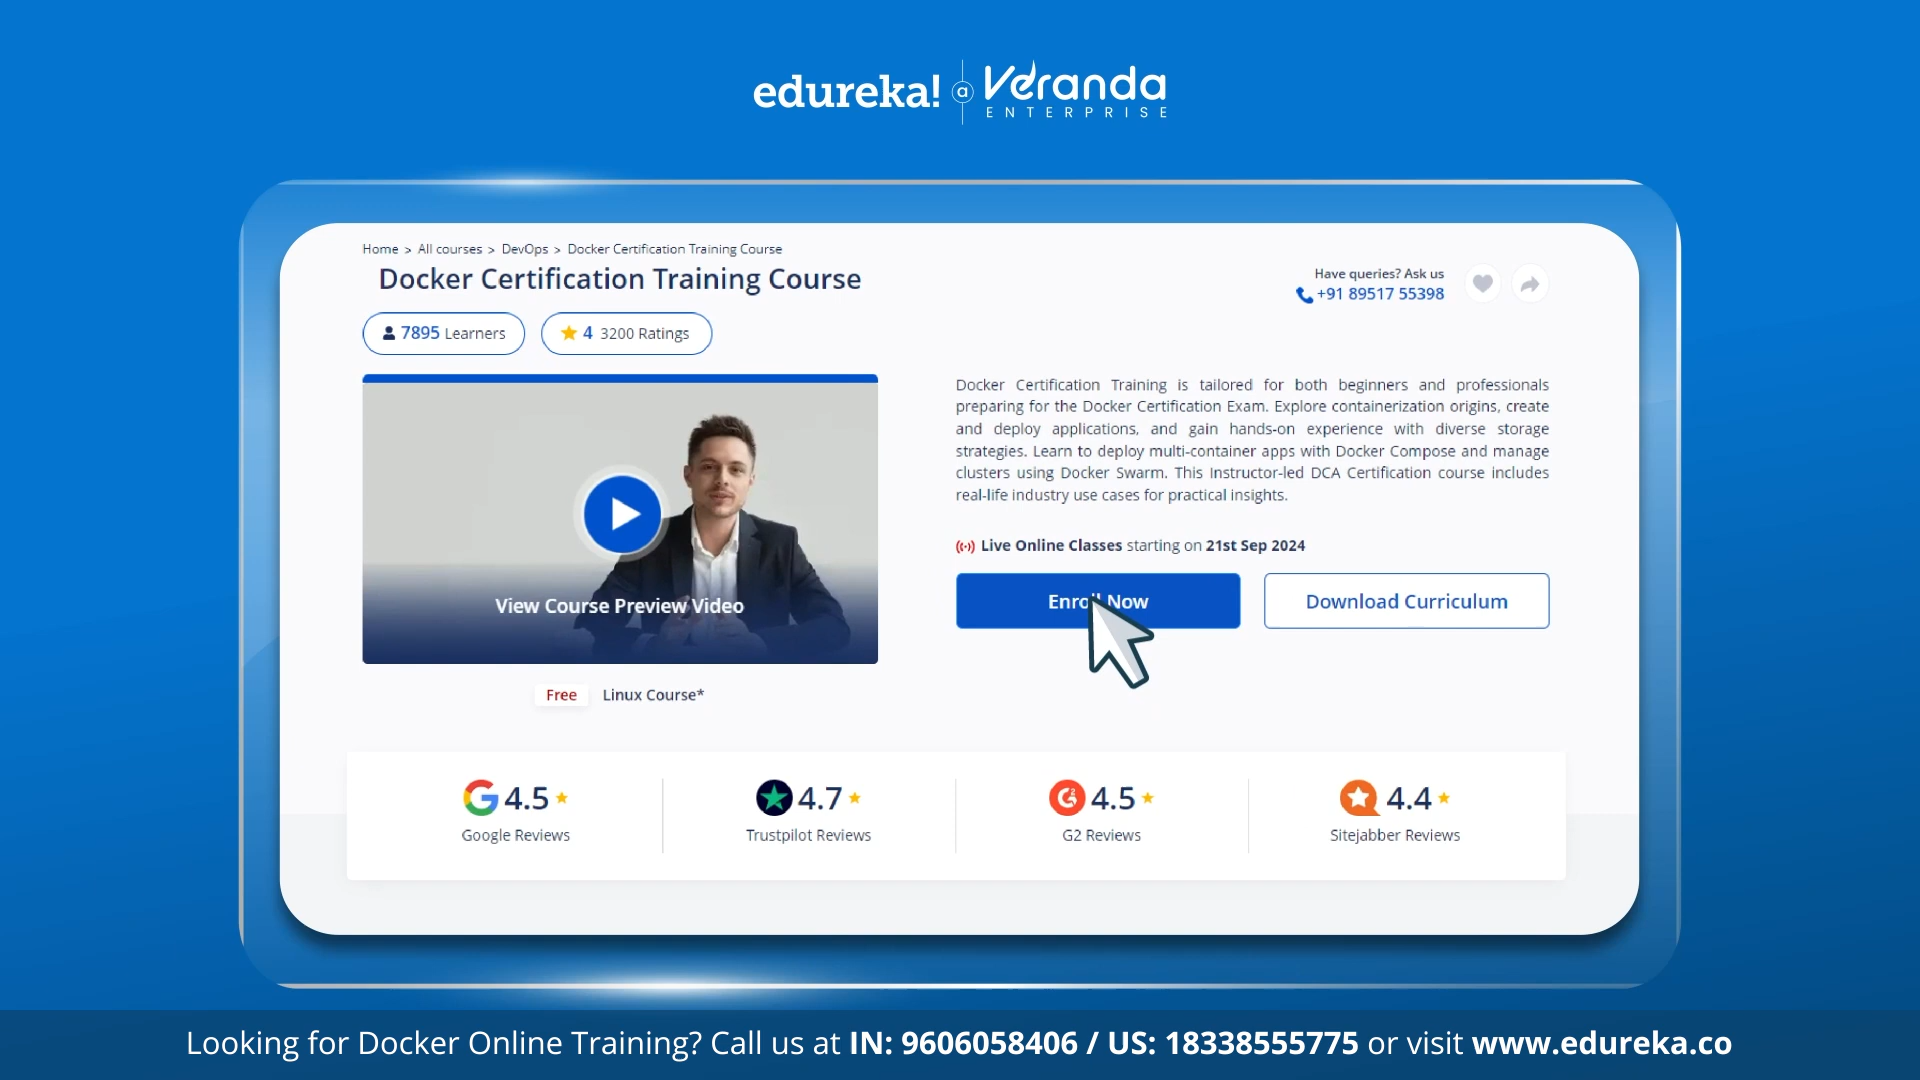 edureka! a Veranda
ENTERPRISE
Home > All courses > DevOps > Docker Certification Training Course
Docker Certification Training Course
Have queries? Ask us
+91 89517 55398
7895 Learners
4 3200 Ratings
View Course Preview Video
Free Linux Course*
Docker Certification Training is tailored for both beginners and professionals
preparing for the Docker Certification Exam. Explore containerization origins, create
and deploy applications, and gain hands-on experience with diverse storage
strategies. Learn to deploy multi-container apps with Docker Compose and manage
clusters using Docker Swarm. This Instructor-led DCA Certification course includes
real-life industry use cases for practical insights.
Live Online Classes starting on 21st Sep 2024
Enroll Now
Download Curriculum
4.5
Google Reviews
4.7
Trustpilot Reviews
4.5
G2 Reviews
4.4
Sitejabber Reviews
Looking for Docker Online Training? Call us at IN: 9606058406 / US: 18338555775 or visit www.edureka.co